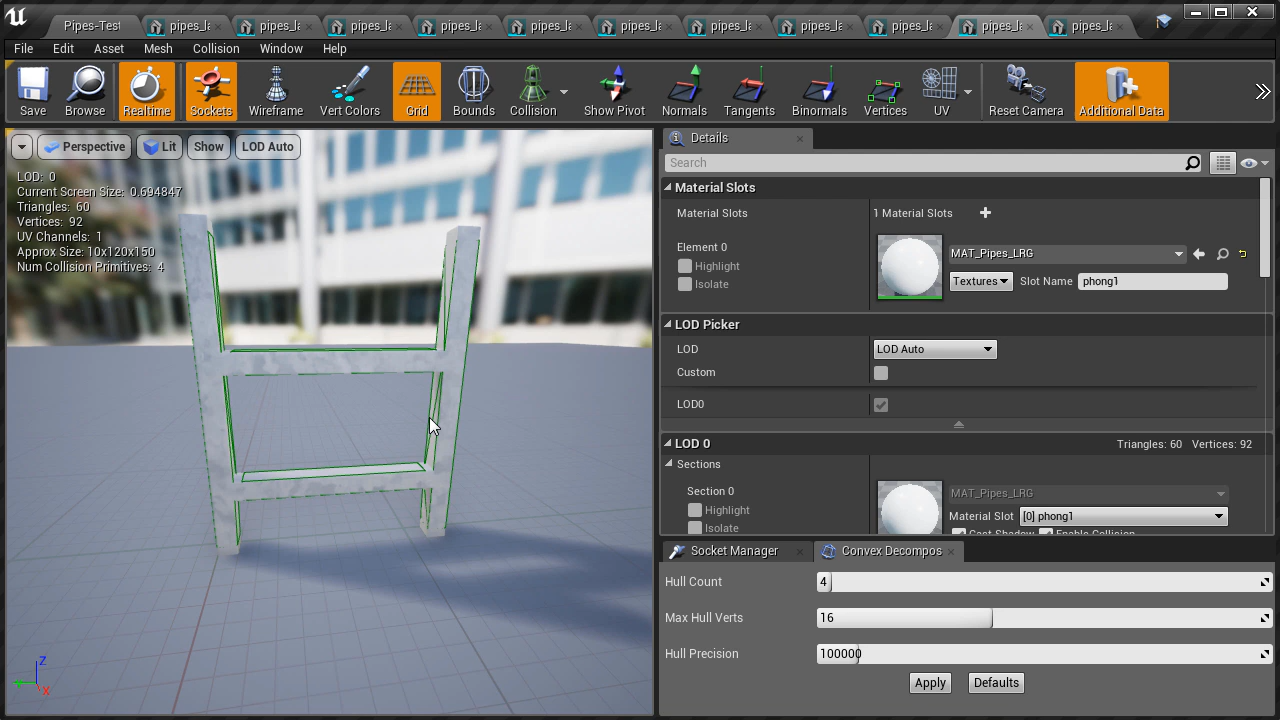 Pipes-Test
pipes_la
pipes_la
pipes_la
pipes_la
pipes_la
pipes_la
pipes_la
pipes_la
pipes_la
pipes_la
pipes_la
File Edit Asset Mesh Collision Window Help
Save Browse Realtime Sockets Wireframe Vert Colors Grid Bounds Collision Show Pivot Normals Tangents Binormals Vertices UV Reset Camera Additional Data
Perspective Lit Show LOD Auto
LOD: 0
Current Screen Size: 0.694847
Triangles: 60
Vertices: 92
UV Channels: 1
Approx Size: 10x120x150
Num Collision Primitives: 4
Z
X
Details
Search
Material Slots
Material Slots 1 Material Slots
Element 0
Highlight
Isolate
MAT_Pipes_LRG
Textures Slot Name phong1
LOD Picker
LOD LOD Auto
Custom
LOD0
LOD 0 Triangles: 60 Vertices: 92
Sections
Section 0
Highlight
Isolate
MAT_Pipes_LRG
Material Slot [0] phong1
Cast Shadow Enable Collision
Socket Manager Convex Decompos
Hull Count 4
Max Hull Verts 16
Hull Precision 100000
Apply Defaults